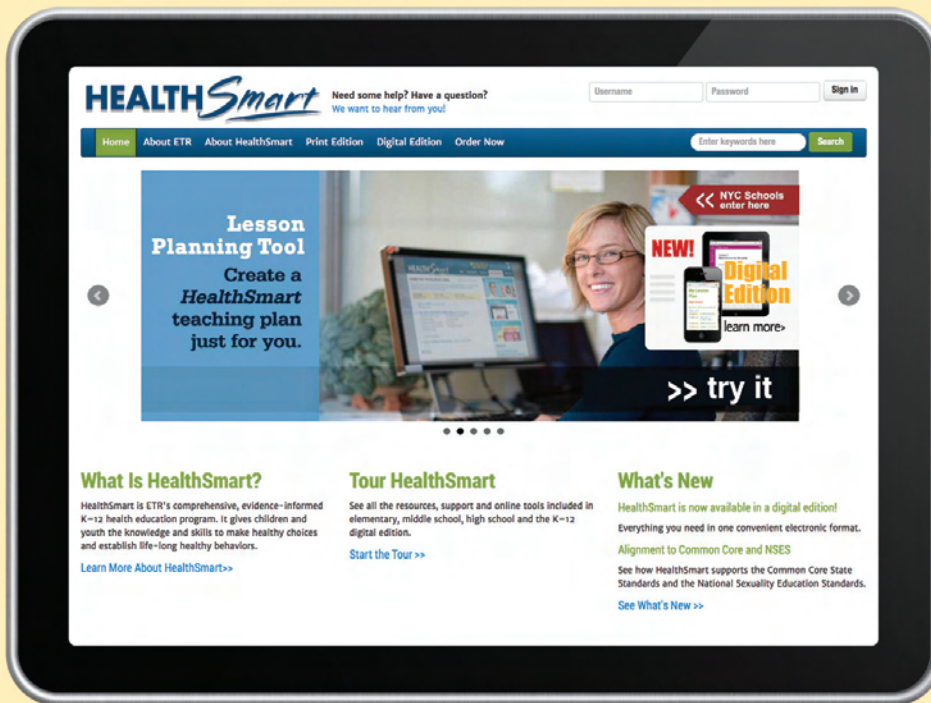 HEALTHSmart
Need some help? Have a question?
We want to hear from you!
Username
Password
Sign in
Home
About ETR
About HealthSmart
Print Edition
Digital Edition
Order Now
Enter keywords here
Search
Lesson
Planning Tool
Create a
HealthSmart
teaching plan
just for you.
<< NYC Schools
enter here
NEW!
Digital
Edition
learn more>
>> try it
What Is HealthSmart?
HealthSmart is ETR's comprehensive, evidence-informed
K–12 health education program. It gives children and
youth the knowledge and skills to make healthy choices
and establish life-long healthy behaviors.
Learn More About HealthSmart>>
Tour HealthSmart
See all the resources, support and online tools included in
elementary, middle school, high school and the K–12
digital edition.
Start the Tour >>
What's New
HealthSmart is now available in a digital edition!
Everything you need in one convenient electronic format.
Alignment to Common Core and NSES
See how HealthSmart supports the Common Core State
Standards and the National Sexuality Education Standards.
See What's New >>